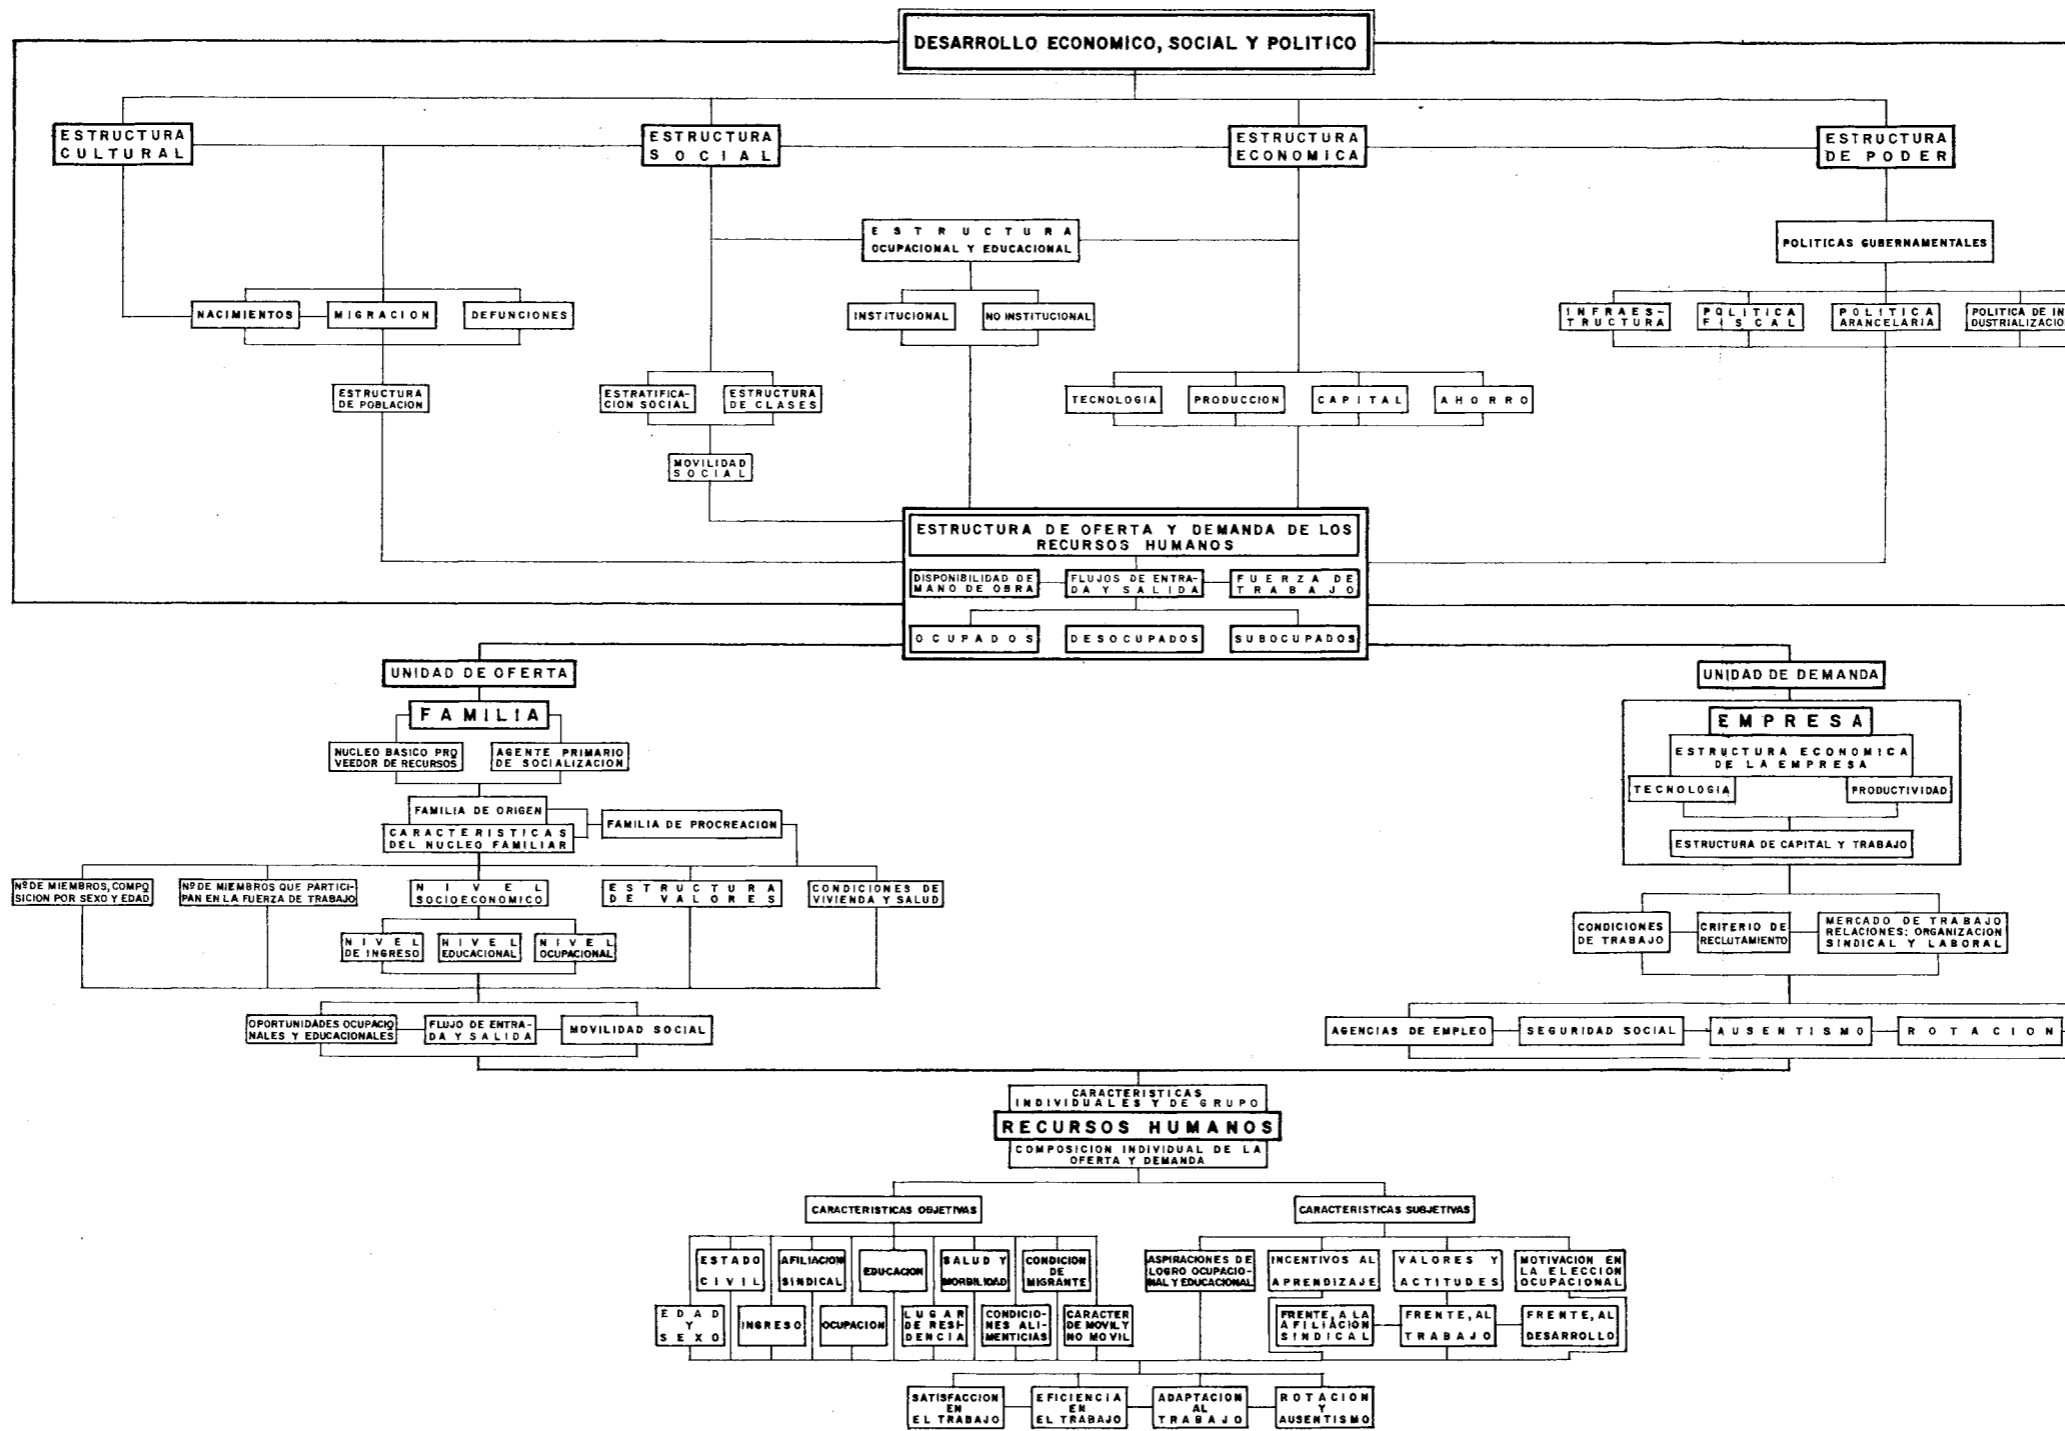 DESARROLLO ECONOMICO, SOCIAL Y POLITICO
ESTRUCTURA
CULTURAL
ESTRUCTURA
SOCIAL
ESTRUCTURA
ECONOMICA
ESTRUCTURA
DE PODER
ESTRUCTURA
OCUPACIONAL Y EDUCACIONAL
POLITICAS GUBERNAMENTALES
NACIMIENTOS
MIGRACION
DEFUNCIONES
INSTITUCIONAL
NO INSTITUCIONAL
INFRAES-
TRUCTURA
POLITICA
FISCAL
POLITICA
ARANCELARIA
POLITICA DE IN
DUSTRIALIZACIO
ESTRUCTURA
DE POBLACION
ESTRATIFICA-
CION SOCIAL
ESTRUCTURA
DE CLASES
TECNOLOGIA
PRODUCCION
CAPITAL
AHORRO
MOVILIDAD
SOCIAL
ESTRUCTURA DE OFERTA Y DEMANDA DE LOS
RECURSOS HUMANOS
DISPONIBILIDAD DE
MANO DE OBRA
FLUJOS DE ENTRA-
DA Y SALIDA
FUERZA DE
TRABAJO
OCUPADOS
DESOCUPADOS
SUBOCUPADOS
UNIDAD DE OFERTA
FAMILIA
NUCLEO BASICO PRO
VEEDOR DE RECURSOS
AGENTE PRIMARIO
DE SOCIALIZACION
FAMILIA DE ORIGEN
CARACTERISTICAS
DEL NUCLEO FAMILIAR
FAMILIA DE PROCREACION
Nº DE MIEMBROS, COMPO
SICION POR SEXO Y EDAD
Nº DE MIEMBROS QUE PARTICI-
PAN EN LA FUERZA DE TRABAJO
NIVEL
SOCIOECONOMICO
ESTRUCTURA
DE VALORES
CONDICIONES DE
VIVIENDA Y SALUD
NIVEL
DE INGRESO
NIVEL
EDUCACIONAL
NIVEL
OCUPACIONAL
OPORTUNIDADES OCUPACIO
NALES Y EDUCACIONALES
FLUJO DE ENTRA-
DA Y SALIDA
MOVILIDAD SOCIAL
UNIDAD DE DEMANDA
EMPRESA
ESTRUCTURA ECONOMICA
DE LA EMPRESA
TECNOLOGIA
PRODUCTIVIDAD
ESTRUCTURA DE CAPITAL Y TRABAJO
CONDICIONES
DE TRABAJO
CRITERIO DE
RECLUTAMIENTO
MERCADO DE TRABAJO
RELACIONES: ORGANIZACION
SINDICAL Y LABORAL
AGENCIAS DE EMPLEO
SEGURIDAD SOCIAL
AUSENTISMO
ROTACION
CARACTERISTICAS
INDIVIDUALES Y DE GRUPO
RECURSOS HUMANOS
COMPOSICION INDIVIDUAL DE LA
OFERTA Y DEMANDA
CARACTERISTICAS OBJETIVAS
CARACTERISTICAS SUBJETIVAS
ESTADO
CIVIL
AFILIACION
SINDICAL
EDUCACION
SALUD Y
MORBILIDAD
CONDICION
DE
MIGRANTE
ASPIRACIONES DE
LOGRO OCUPACIO-
NAL Y EDUCACIONAL
INCENTIVOS AL
APRENDIZAJE
VALORES Y
ACTITUDES
MOTIVACION EN
LA ELECCION
OCUPACIONAL
EDAD
Y
SEXO
INGRESO
OCUPACION
LUGAR
DE RESI-
DENCIA
CONDICIO-
NES ALI-
MENTICIAS
CARACTER
DE MOVIL Y
NO MOVIL
FRENTE, A LA
AFILIACION
SINDICAL
FRENTE, AL
TRABAJO
FRENTE, AL
DESARROLLO
SATISFACCION
EN
EL TRABAJO
EFICIENCIA
EN
EL TRABAJO
ADAPTACION
AL
TRABAJO
ROTACION
Y
AUSENTISMO